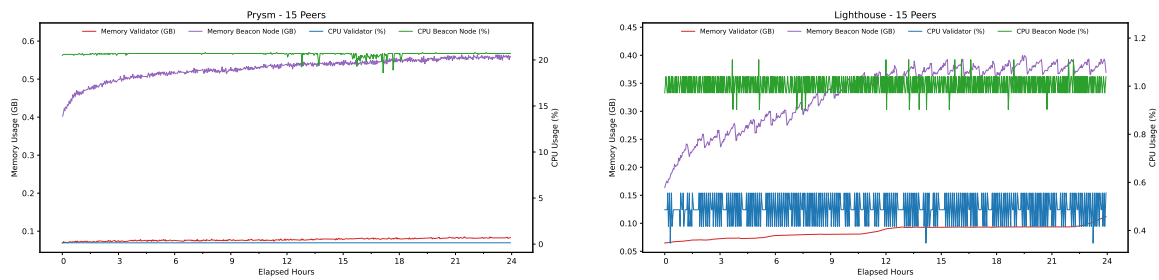 Prysm - 15 Peers
Memory Validator (GB) Memory Beacon Node (GB) CPU Validator (%) CPU Beacon Node (%)
Memory Usage (GB)
0.6
0.5
0.4
0.3
0.2
0.1
20
15
10
5
0
CPU Usage (%)
0 3 6 9 12 15 18 21 24
Elapsed Hours
Lighthouse - 15 Peers
Memory Validator (GB) Memory Beacon Node (GB) CPU Validator (%) CPU Beacon Node (%)
Memory Usage (GB)
0.45
0.40
0.35
0.30
0.25
0.20
0.15
0.10
0.05
1.2
1.0
0.8
0.6
0.4
CPU Usage (%)
0 3 6 9 12 15 18 21 24
Elapsed Hours